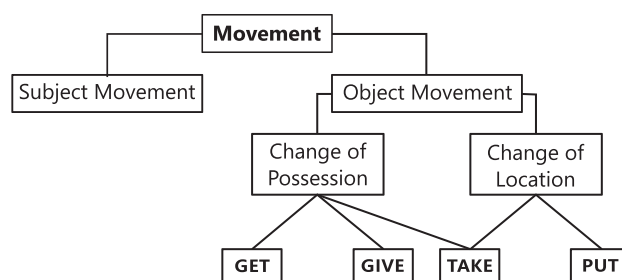 Movement
Subject Movement
Object Movement
Change of
Possession
Change of
Location
GET
GIVE
TAKE
PUT